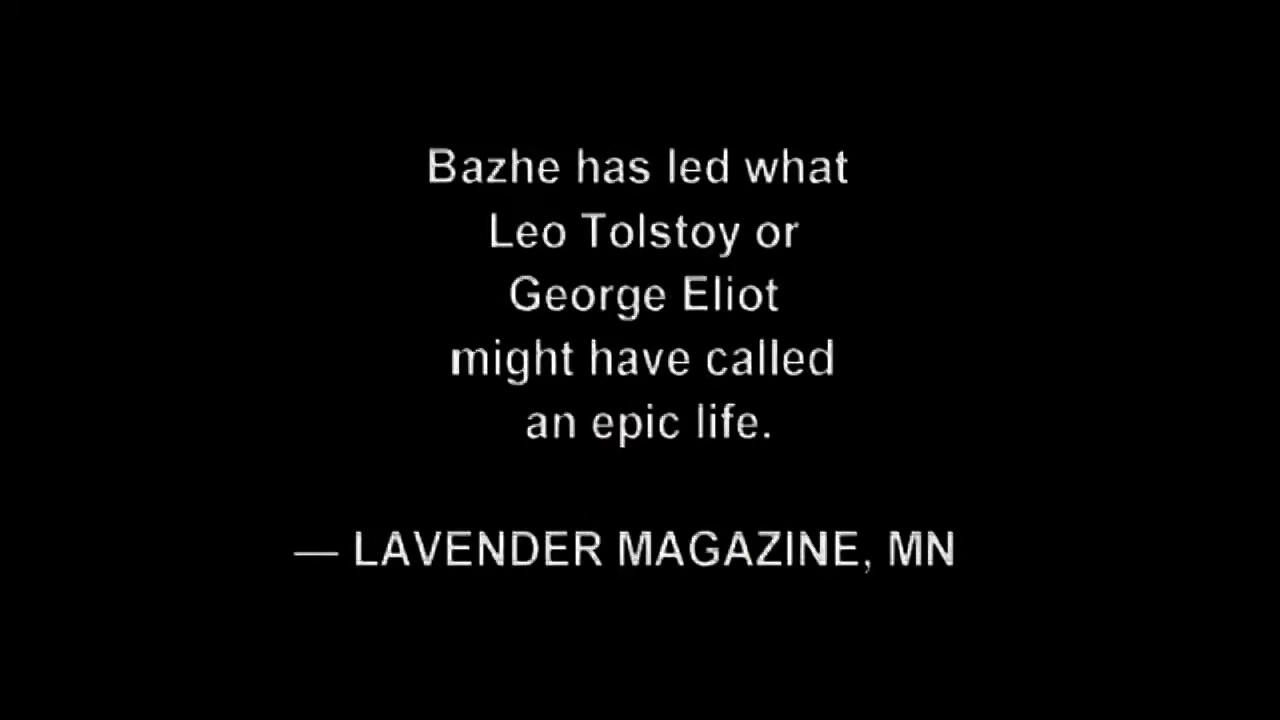 Bazhe has led what
Leo Tolstoy or
George Eliot
might have called
an epic life.
— LAVENDER MAGAZINE, MN